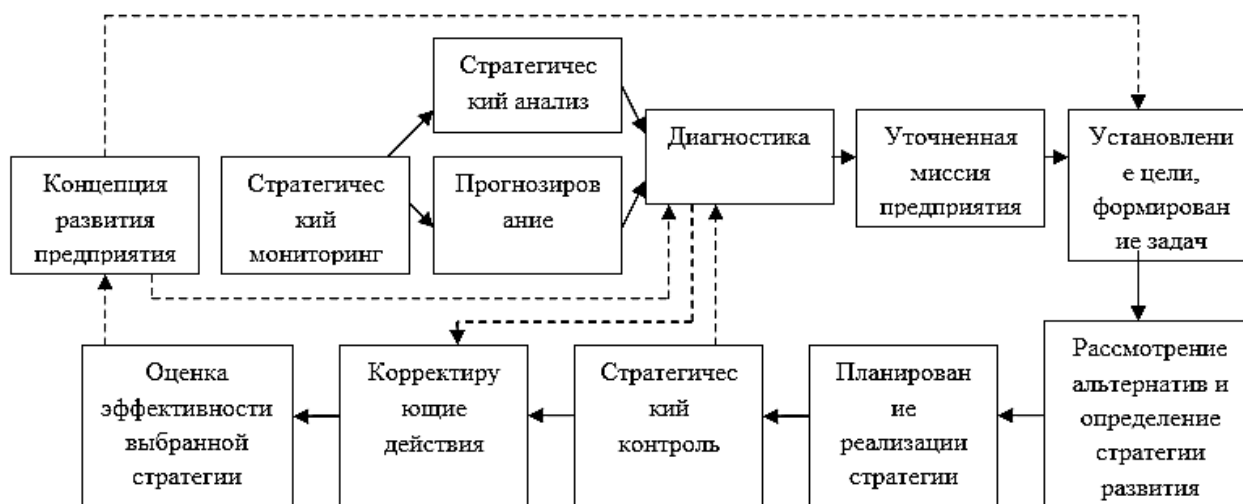 Стратегичес
кий анализ
Диагностика
Уточненная
миссия
предприятия
Установлени
е цели,
формирован
ие задач
Концепция
развития
предприятия
Стратегичес
кий
мониторинг
Прогнозиров
ание
Оценка
эффективности
выбранной
стратегии
Корректиру
ющие
действия
Стратегичес
кий
контроль
Планирован
ие
реализации
стратегии
Рассмотрение
альтернатив и
определение
стратегии
развития